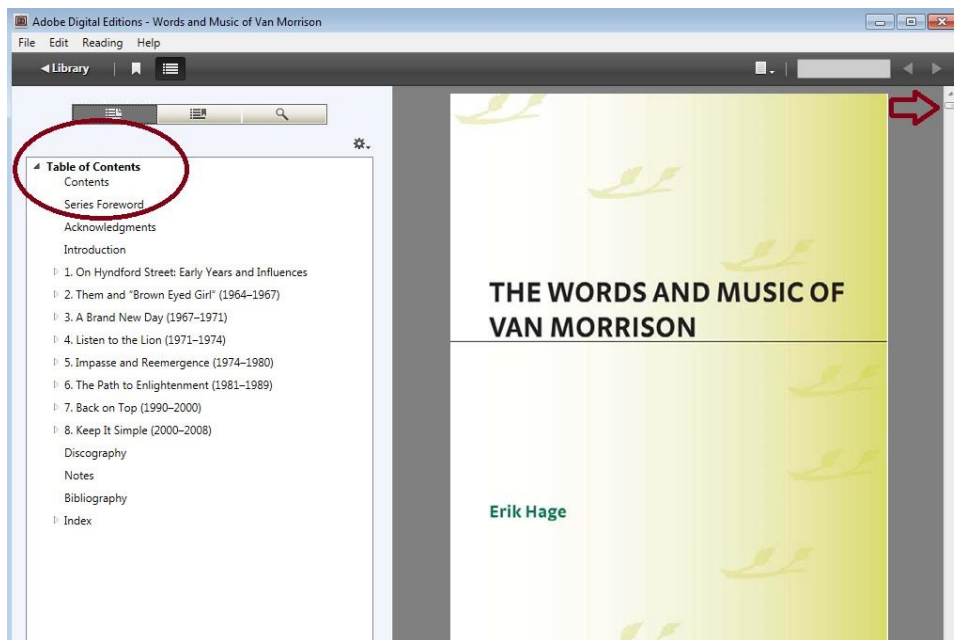 Adobe Digital Editions - Words and Music of Van Morrison
File Edit Reading Help
Library
Table of Contents
Contents
Series Foreword
Acknowledgments
Introduction
1. On Hyndford Street: Early Years and Influences
2. Them and "Brown Eyed Girl" (1964–1967)
3. A Brand New Day (1967–1971)
4. Listen to the Lion (1971–1974)
5. Impasse and Reemergence (1974–1980)
6. The Path to Enlightenment (1981–1989)
7. Back on Top (1990–2000)
8. Keep It Simple (2000–2008)
Discography
Notes
Bibliography
Index
THE WORDS AND MUSIC OF
VAN MORRISON
Erik Hage